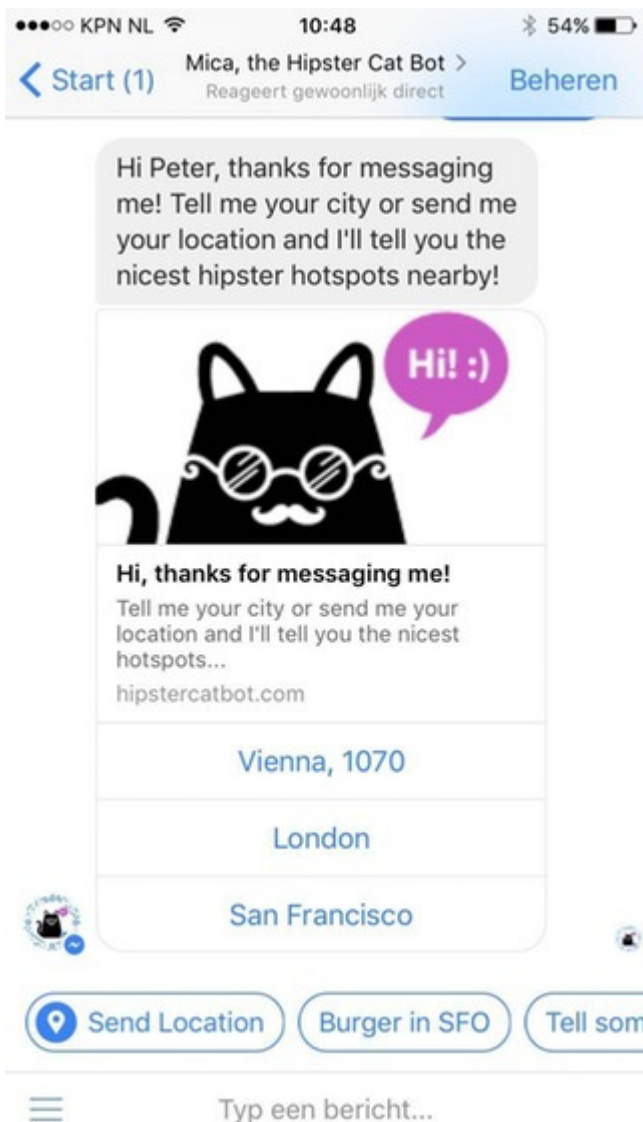 KPN NL 10:48 54%
Start (1) Mica, the Hipster Cat Bot > Beheren
Reageert gewoonlijk direct
Hi Peter, thanks for messaging
me! Tell me your city or send me
your location and I'll tell you the
nicest hipster hotspots nearby!
Hi! :)
Hi, thanks for messaging me!
Tell me your city or send me your
location and I'll tell you the nicest
hotspots...
hipstercatbot.com
Vienna, 1070
London
San Francisco
Send Location Burger in SFO Tell som
Typ een bericht...